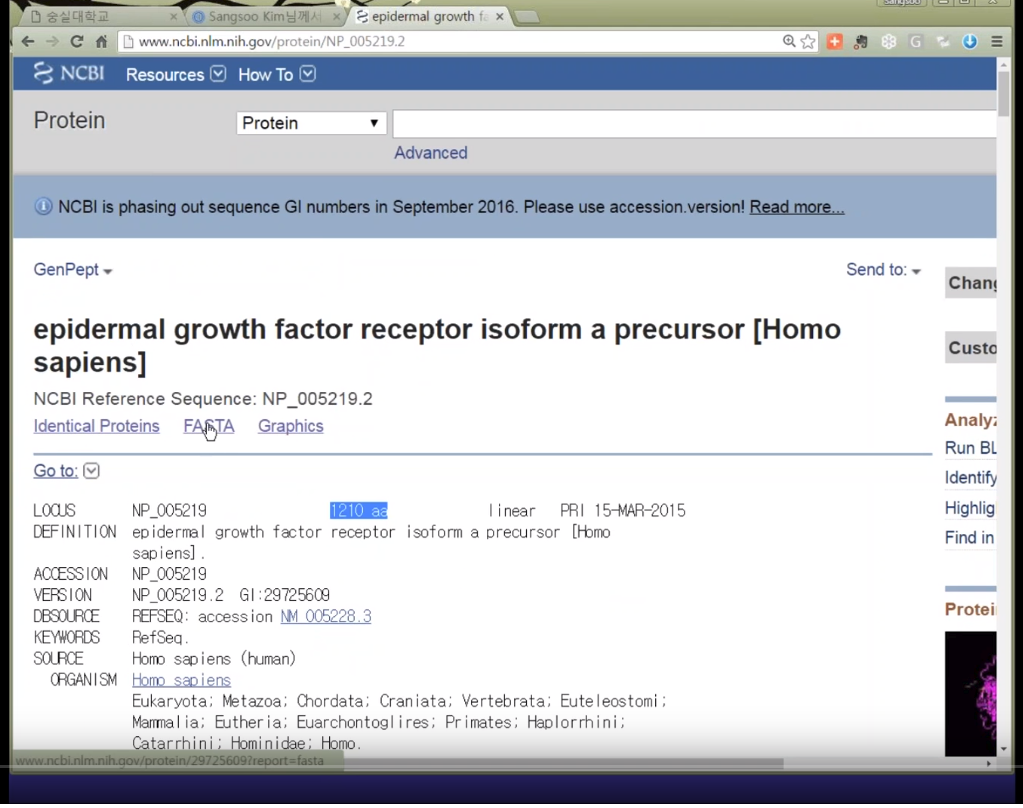 sangsoo
숭실대학교
Sangsoo Kim님께서
epidermal growth f
www.ncbi.nlm.nih.gov/protein/NP_005219.2
NCBI Resources How To
Protein
Protein
Advanced
NCBI is phasing out sequence GI numbers in September 2016. Please use accession.version! Read more...
GenPept
Send to:
Chang
epidermal growth factor receptor isoform a precursor [Homo
sapiens]
Custo
NCBI Reference Sequence: NP_005219.2
Identical Proteins FASTA Graphics
Analyz
Run BL
Go to:
Identify
LOCUS NP_005219 1210 aa linear PRI 15-MAR-2015
Highlig
DEFINITION epidermal growth factor receptor isoform a precursor [Homo
Find in
sapiens].
ACCESSION NP_005219
VERSION NP_005219.2 GI:29725609
Protei
DBSOURCE REFSEQ: accession NM_005228.3
KEYWORDS RefSeq.
SOURCE Homo sapiens (human)
ORGANISM Homo sapiens
Eukaryota; Metazoa; Chordata; Craniata; Vertebrata; Euteleostomi;
Mammalia; Eutheria; Euarchontoglires; Primates; Haplorrhini;
Catarrhini; Hominidae; Homo.
www.ncbi.nlm.nih.gov/protein/29725609?report=fasta